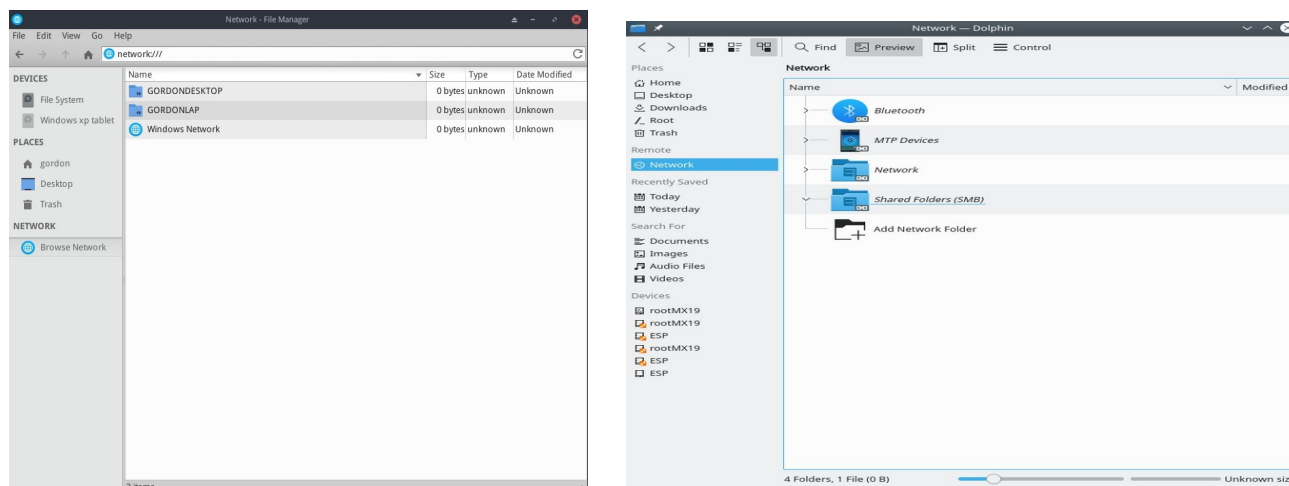 Network - File Manager
File Edit View Go Help
network:///
DEVICES
File System
Windows xp tablet
PLACES
gordon
Desktop
Trash
NETWORK
Browse Network
Name Size Type Date Modified
GORDONDESKTOP 0 bytes unknown Unknown
GORDONLAP 0 bytes unknown Unknown
Windows Network 0 bytes unknown Unknown
Network — Dolphin
Find Preview Split Control
Places
Home
Desktop
Downloads
Root
Trash
Remote
Network
Recently Saved
Today
Yesterday
Search For
Documents
Images
Audio Files
Videos
Devices
rootMX19
rootMX19
ESP
rootMX19
ESP
ESP
Network
Name Modified
Bluetooth
MTP Devices
Network
Shared Folders (SMB)
Add Network Folder
4 Folders, 1 File (0 B) Unknown